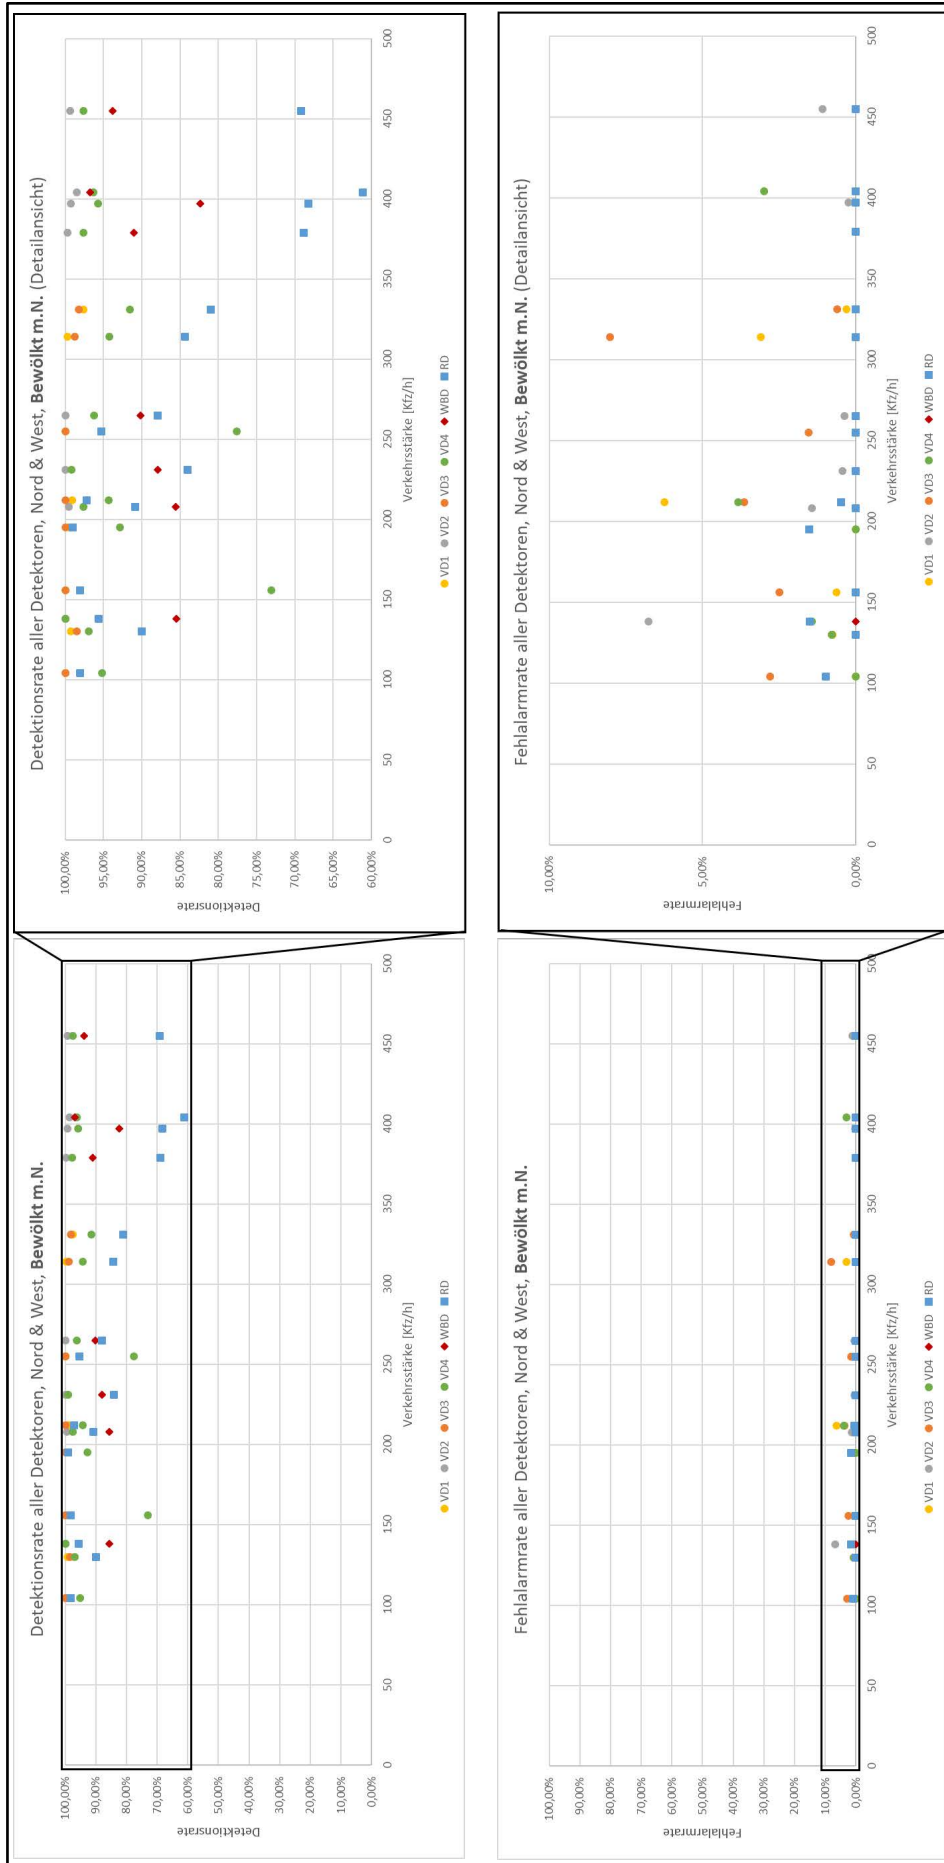 Detektionsrate aller Detektoren, Nord & West, Bewölkt m.N.
100,00%
90,00%
80,00%
70,00%
60,00%
50,00%
40,00%
30,00%
20,00%
10,00%
0,00%
Detektionsrate
0 50 100 150 200 250 300 350 400 450 500
Verkehrsstärke [Kfz/h]
VD1 VD2 VD3 VD4 WBD RD
Detektionsrate aller Detektoren, Nord & West, Bewölkt m.N. (Detailansicht)
100,00%
95,00%
90,00%
85,00%
80,00%
75,00%
70,00%
65,00%
60,00%
Detektionsrate
0 50 100 150 200 250 300 350 400 450 500
Verkehrsstärke [Kfz/h]
VD1 VD2 VD3 VD4 WBD RD
Fehlalarmrate aller Detektoren, Nord & West, Bewölkt m.N.
100,00%
90,00%
80,00%
70,00%
60,00%
50,00%
40,00%
30,00%
20,00%
10,00%
0,00%
Fehlalarmrate
0 50 100 150 200 250 300 350 400 450 500
Verkehrsstärke [Kfz/h]
VD1 VD2 VD3 VD4 WBD RD
Fehlalarmrate aller Detektoren, Nord & West, Bewölkt m.N. (Detailansicht)
10,00%
5,00%
0,00%
Fehlalarmrate
0 50 100 150 200 250 300 350 400 450 500
Verkehrsstärke [Kfz/h]
VD1 VD2 VD3 VD4 WBD RD